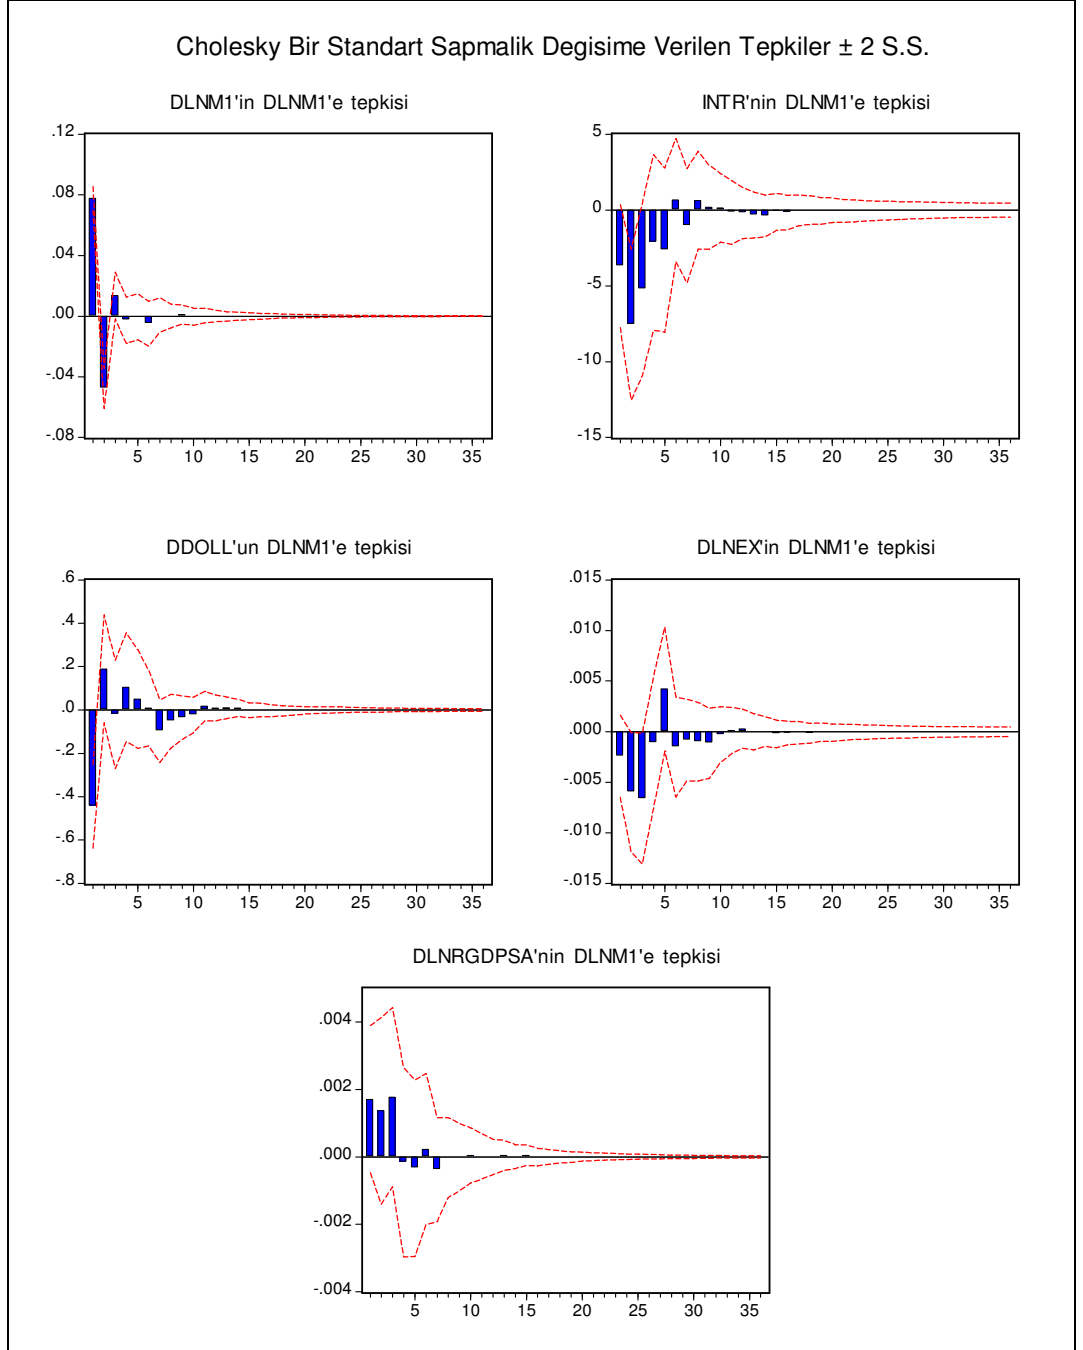 Cholesky Bir Standart Sapmalik Degisime Verilen Tepkiler ± 2 S.S.
DLNM1'in DLNM1'e tepkisi
.12
.08
.04
.00
-.04
-.08
5 10 15 20 25 30 35
INTR'nin DLNM1'e tepkisi
5
0
-5
-10
-15
5 10 15 20 25 30 35
DDOLL'un DLNM1'e tepkisi
.6
.4
.2
.0
-.2
-.4
-.6
-.8
5 10 15 20 25 30 35
DLNEX'in DLNM1'e tepkisi
.015
.010
.005
.000
-.005
-.010
-.015
5 10 15 20 25 30 35
DLNRGDPSA'nin DLNM1'e tepkisi
.004
.002
.000
-.002
-.004
5 10 15 20 25 30 35